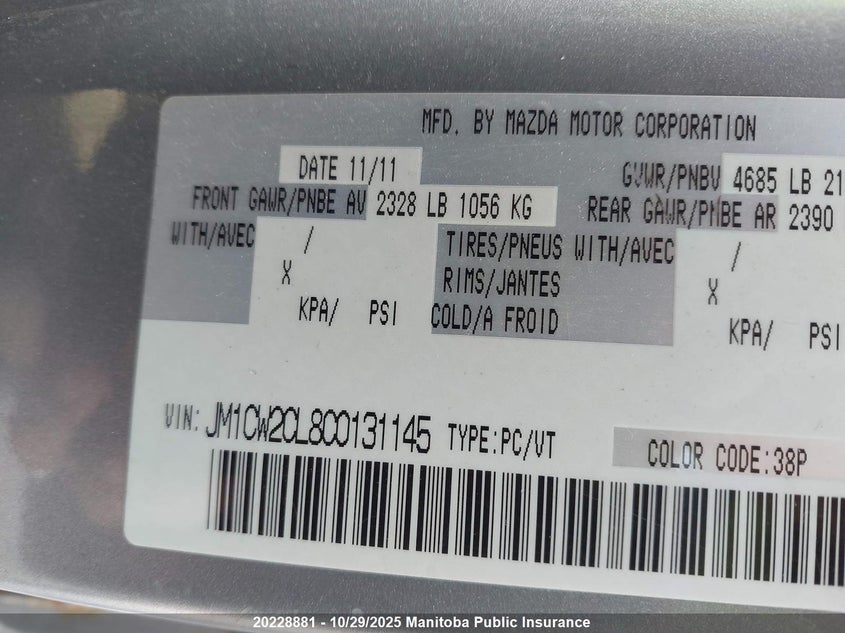 MFD. BY MAZDA MOTOR CORPORATION
DATE 11/11 GVWR/PNBV 4685 LB 21
FRONT GAWR/PNBE AV 2328 LB 1056 KG REAR GAWR/PNBE AR 2390
WITH/AVEC / TIRES/PNEUS WITH/AVEC /
X RIMS/JANTES X
KPA/ PSI COLD/A FROID KPA/ PSI
VIN: JM1CW2CL8C0131145 TYPE:PC/VT COLOR CODE:38P
20228881 - 10/29/2025 Manitoba Public Insurance